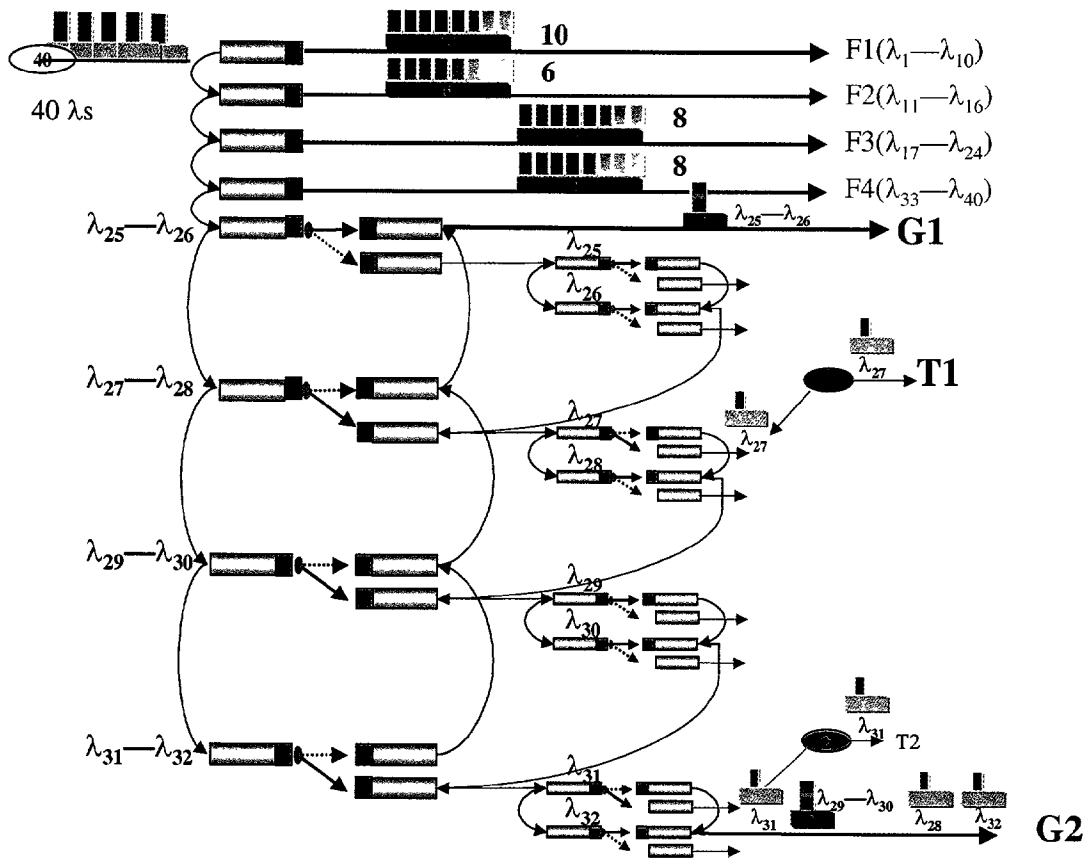 10
F1(λ₁—λ₁₀)
40
6
40 λs
F2(λ₁₁—λ₁₆)
8
F3(λ₁₇—λ₂₄)
8
F4(λ₃₃—λ₄₀)
λ₂₅—λ₂₆
λ₂₅—λ₂₆
G1
λ₂₅
λ₂₆
λ₂₇—λ₂₈
λ₂₇
T1
λ₂₇
λ₂₇
λ₂₈
λ₂₉—λ₃₀
λ₂₉
λ₃₀
λ₃₁—λ₃₂
λ₃₁
T2
λ₃₁
λ₃₁
λ₂₉—λ₃₀
λ₂₈
λ₃₂
λ₃₂
G2